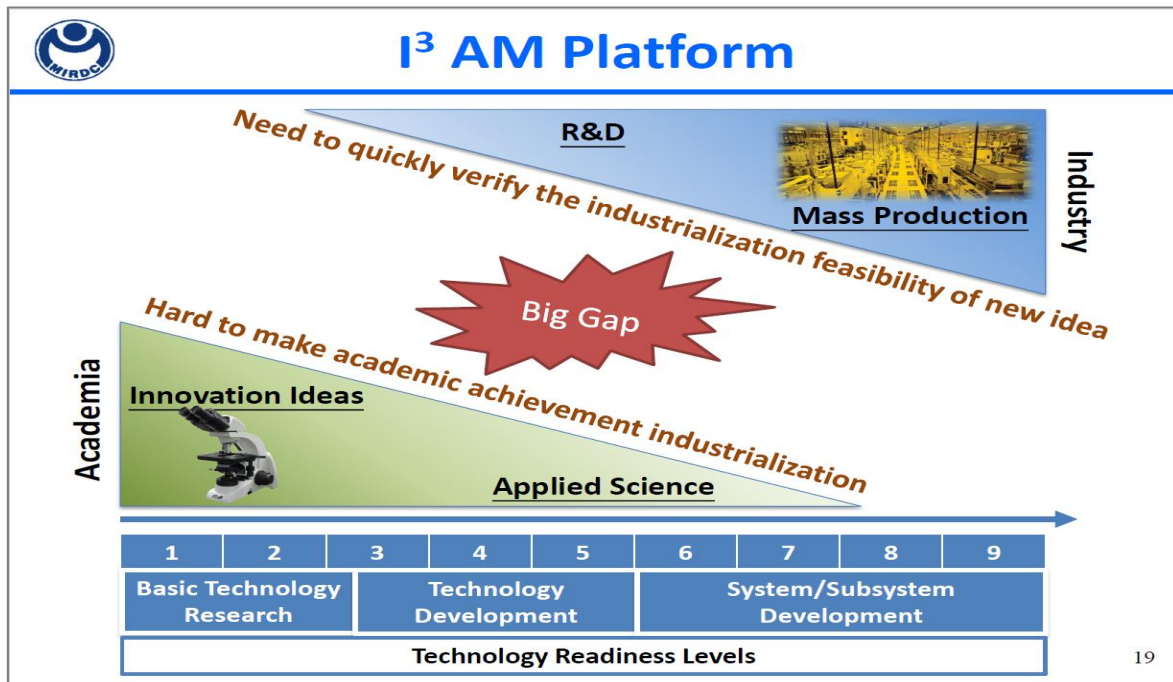 MIRDC
I³ AM Platform
R&D
Need to quickly verify the industrialization feasibility of new idea
Mass Production
Industry
Big Gap
Hard to make academic achievement industrialization
Academia
Innovation Ideas
Applied Science
1 2 3 4 5 6 7 8 9
Basic Technology
Research
Technology
Development
System/Subsystem
Development
Technology Readiness Levels
19